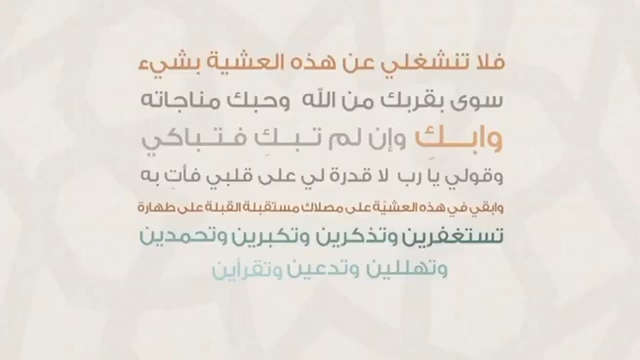 فلا تنشغلي عن هذه العشية بشيء
سوى بقربك من الله وحبك مناجاته
وابكِ وإن لم تبكِ فتباكي
وقولي يا رب لا قدرة لي على قلبي فأتِ به
وابقي في هذه العشيّة على مصلاك مستقبلة القبلة على طهارة
تستغفرين وتذكرين وتكبرين وتحمدين
وتهللين وتدعين وتقرأين